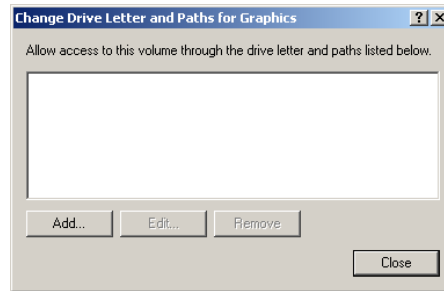 Change Drive Letter and Paths for Graphics
Allow access to this volume through the drive letter and paths listed below.
Add... Edit... Remove
Close